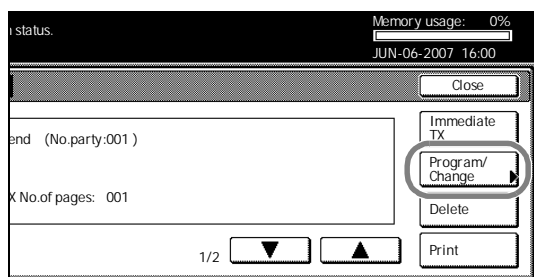 status.
Memory usage: 0%
JUN-06-2007 16:00
Close
end (No.party:001 )
X No.of pages: 001
Immediate
TX
Program/
Change
Delete
1/2
Print